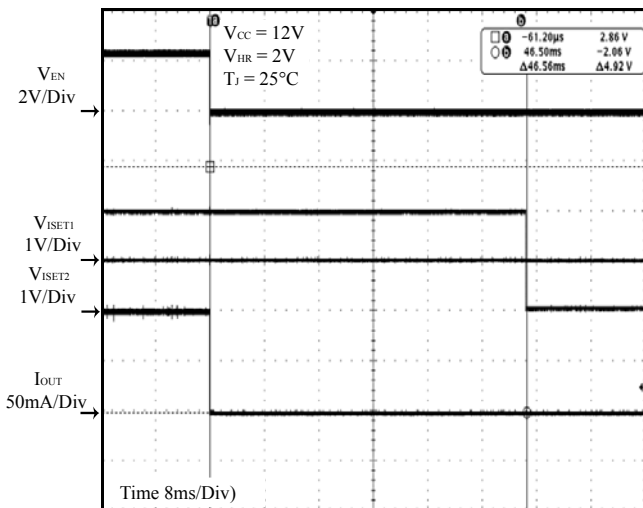 a b
VCC = 12V
VHR = 2V
TJ = 25°C
a -61.20µs 2.86 V
b 46.50ms -2.06 V
Δ46.56ms Δ4.92 V
VEN
2V/Div
VISET1
1V/Div
VISET2
1V/Div
IOUT
50mA/Div
Time 8ms/Div)